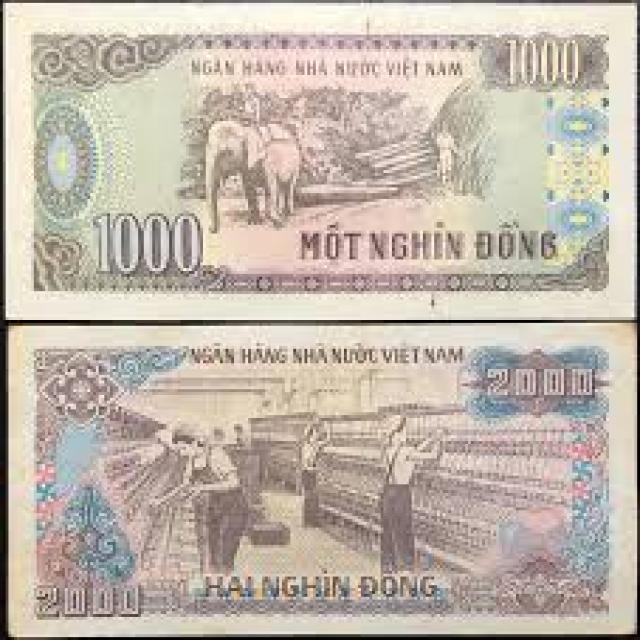 NGÂN HÀNG NHÀ NƯỚC VIỆT NAM
1000
1000
MỘT NGHÌN ĐỒNG
NGÂN HÀNG NHÀ NƯỚC VIỆT NAM
2000
HAI NGHÌN ĐỒNG
2000